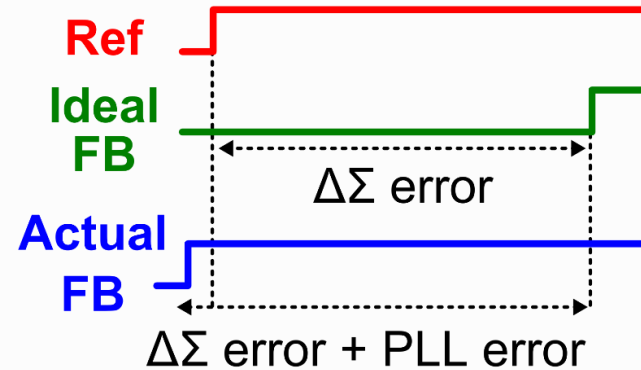 Ref
Ideal
FB
ΔΣ error
Actual
FB
ΔΣ error + PLL error